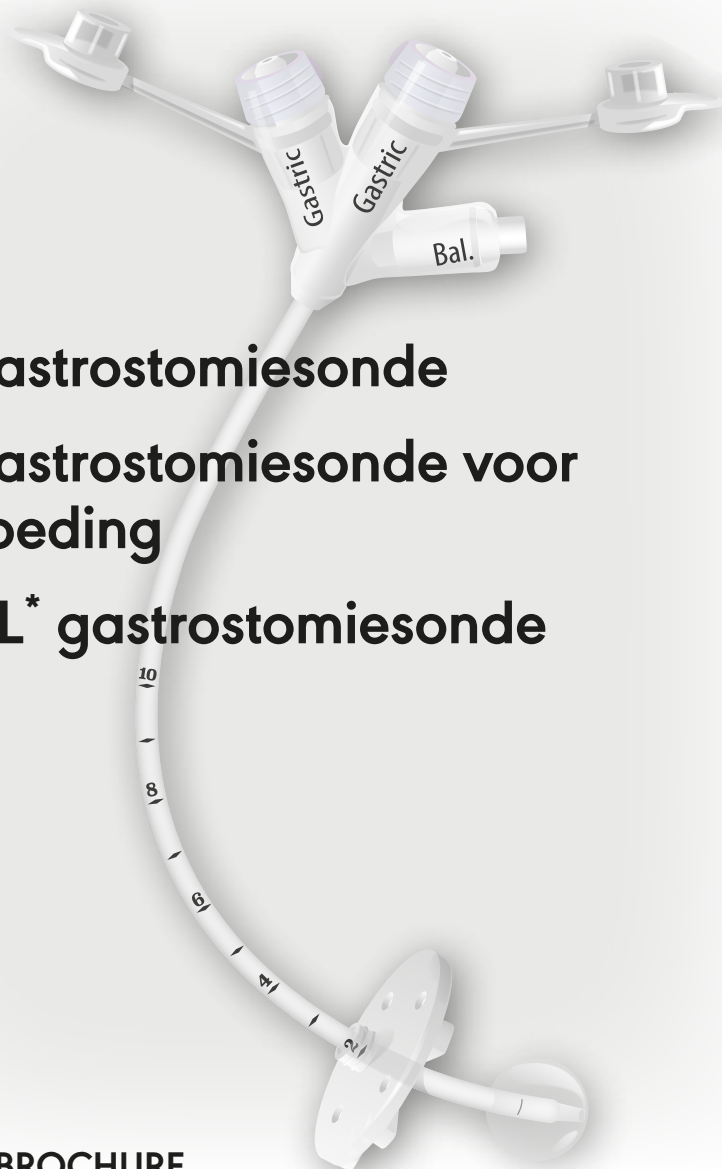 Gastric
Gastric
Bal.
astrostomiesonde
astrostomiesonde voor
oeding
L* gastrostomiesonde
10
8
6
4
2
BROCHURE